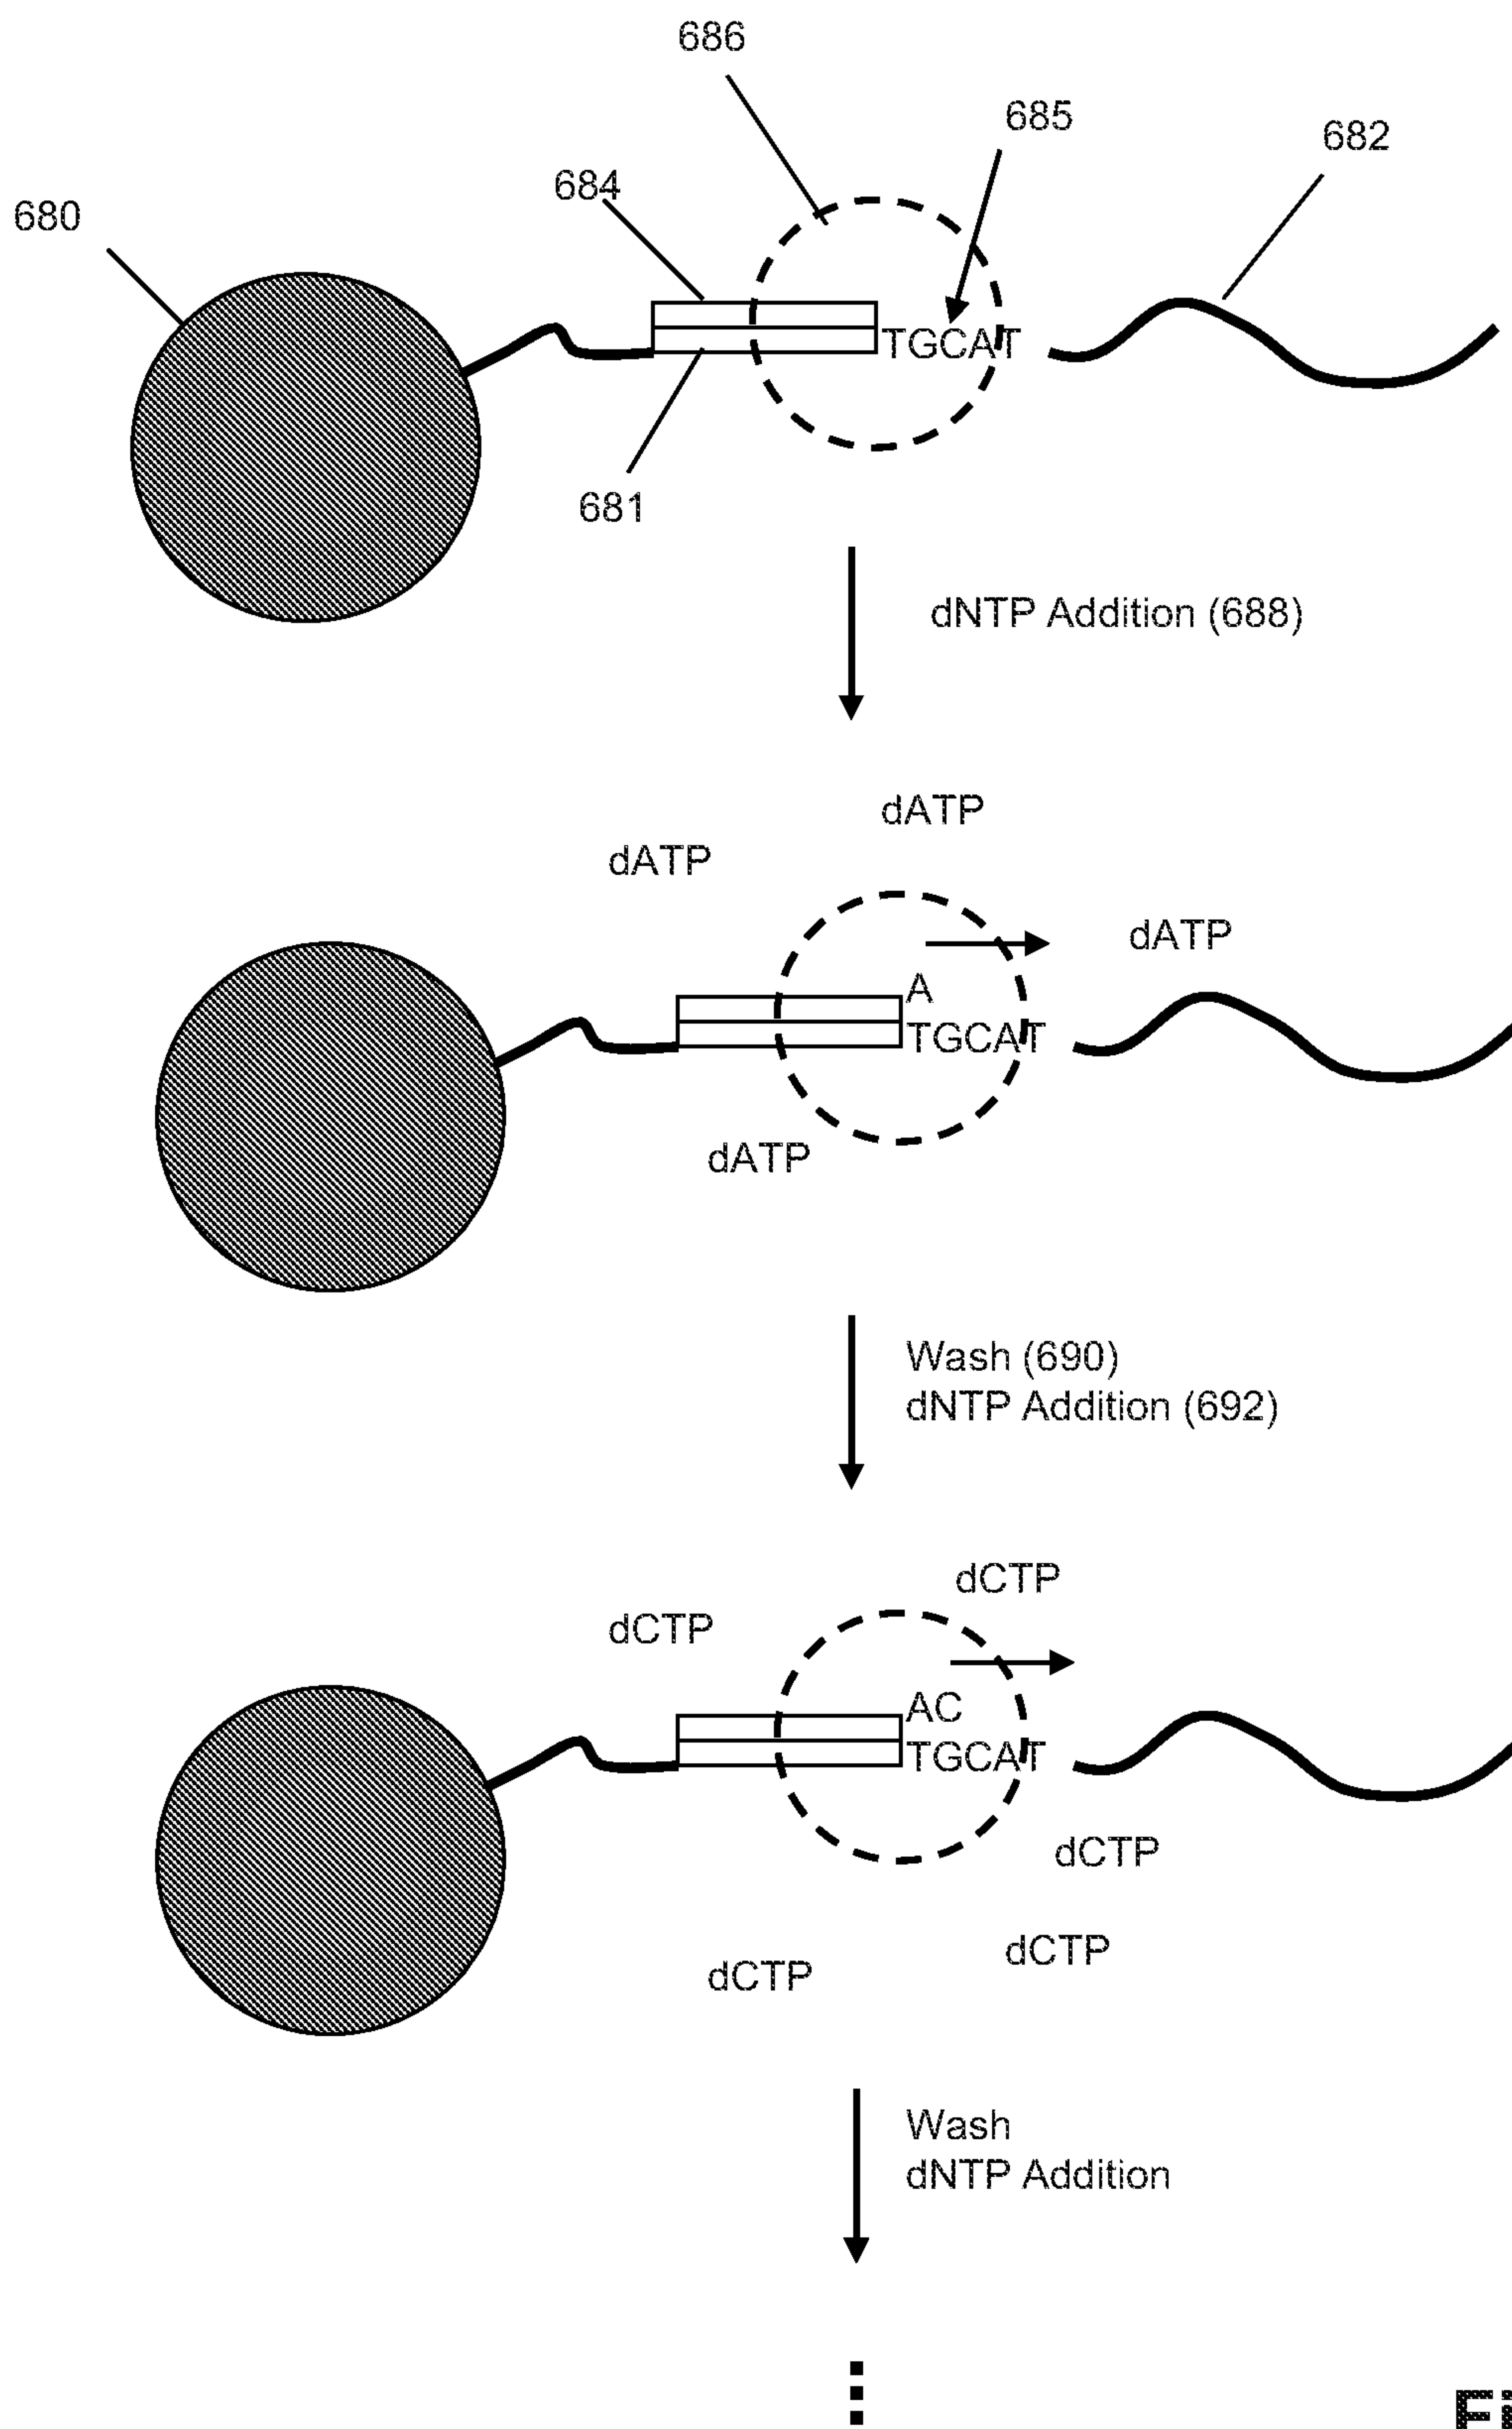 686
685
682
684
680
TGCAT
681
dNTP Addition (688)
dATP
dATP
dATP
A
TGCAT
dATP
Wash (690)
dNTP Addition (692)
dCTP
dCTP
AC
TGCAT
dCTP
dCTP
dCTP
Wash
dNTP Addition